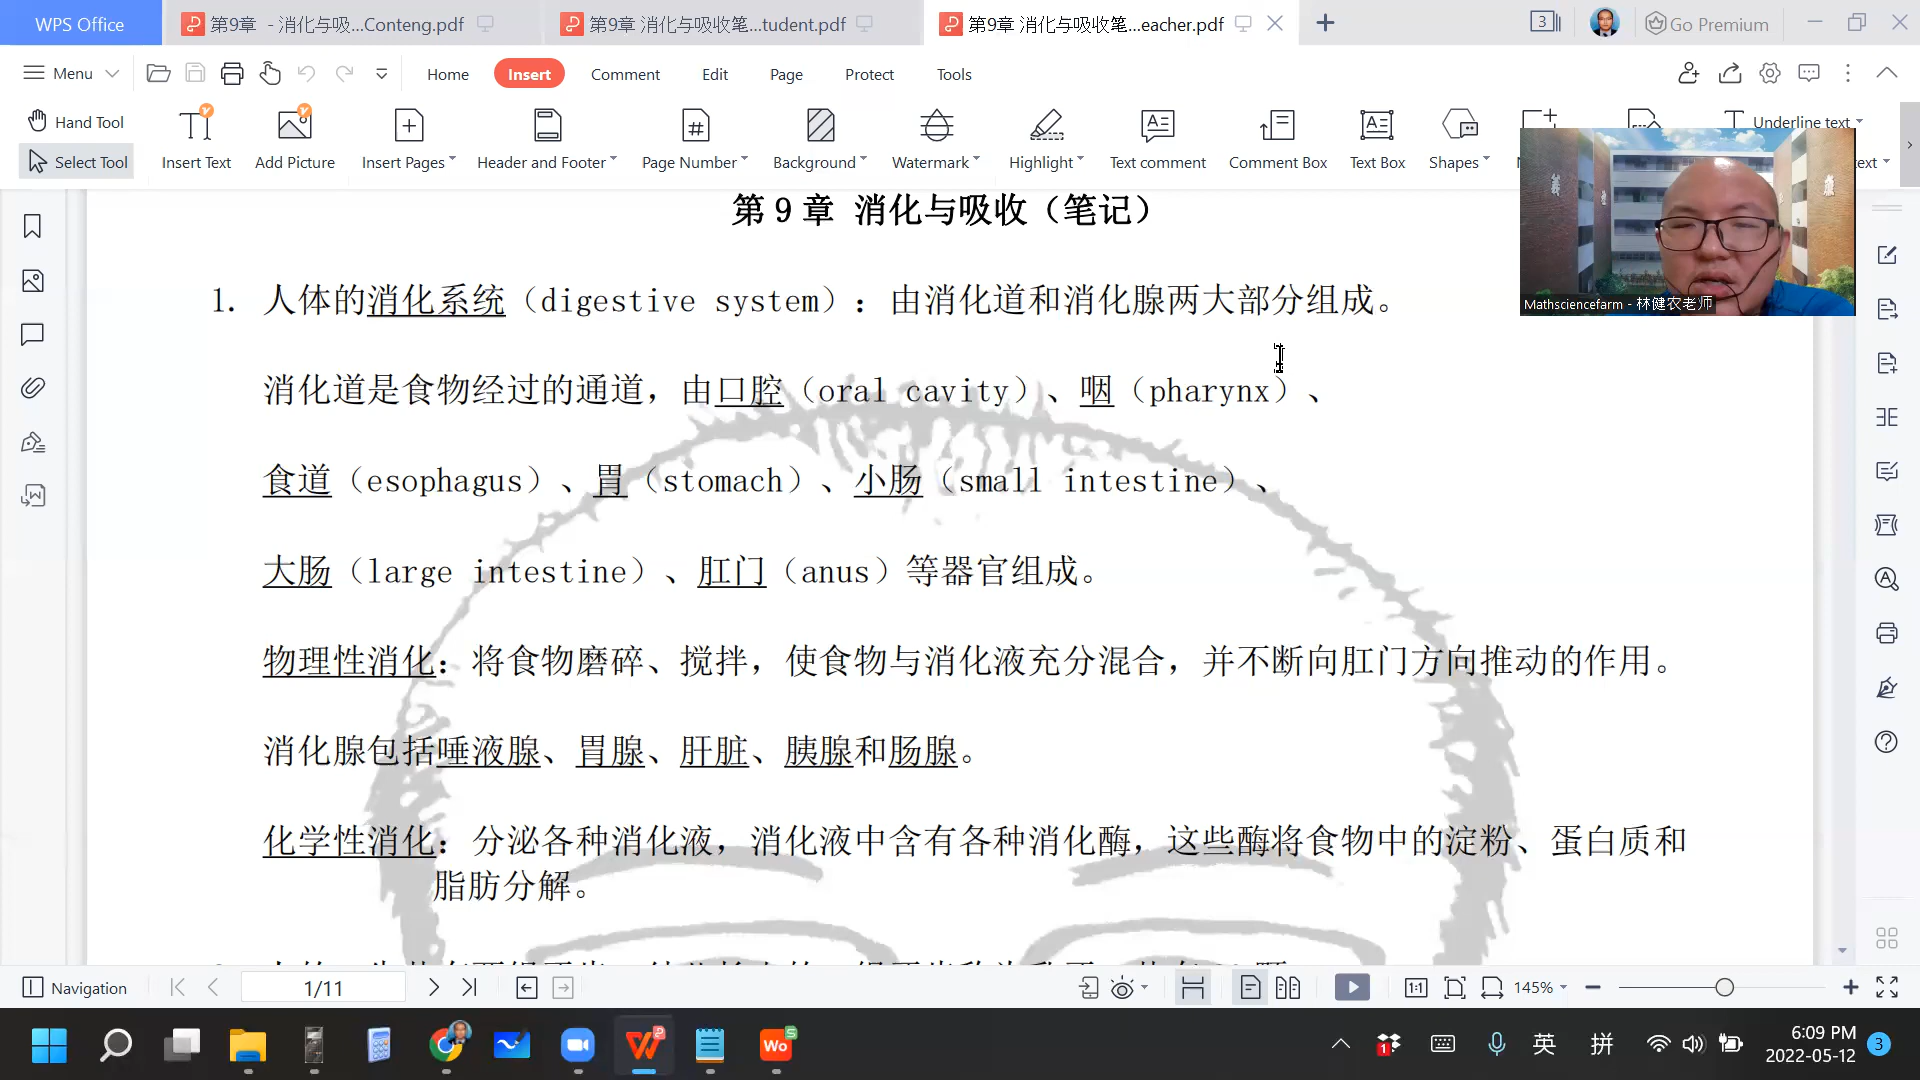 WPS Office
第9章 - 消化与吸...Conteng.pdf
第9章 消化与吸收笔...tudent.pdf
第9章 消化与吸收笔...eacher.pdf
3
Go Premium
Menu
Home
Insert
Comment
Edit
Page
Protect
Tools
Hand Tool
Select Tool
Insert Text
Add Picture
Insert Pages
Header and Footer
Page Number
Background
Watermark
Highlight
Text comment
Comment Box
Text Box
Shapes
Underline text
Mathsciencefarm - 林健农老师
第 9 章 消化与吸收（笔记）
1. 人体的消化系统（digestive system）：由消化道和消化腺两大部分组成。
消化道是食物经过的通道，由口腔（oral cavity）、咽（pharynx）、
食道（esophagus）、胃（stomach）、小肠（small intestine）、
大肠（large intestine）、肛门（anus）等器官组成。
物理性消化：将食物磨碎、搅拌，使食物与消化液充分混合，并不断向肛门方向推动的作用。
消化腺包括唾液腺、胃腺、肝脏、胰腺和肠腺。
化学性消化：分泌各种消化液，消化液中含有各种消化酶，这些酶将食物中的淀粉、蛋白质和
脂肪分解。
Navigation
1/11
1:1
145%
英
拼
6:09 PM
2022-05-12
3